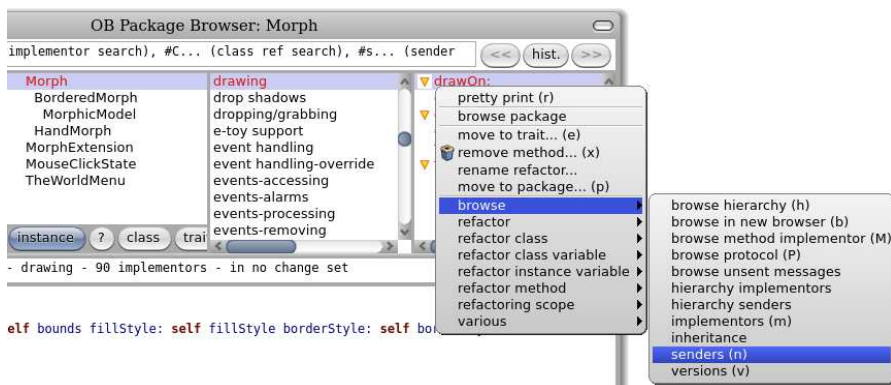 OB Package Browser: Morph
implementor search), #C... (class ref search), #s... (sender
<< hist. >>
Morph
BorderedMorph
MorphicModel
HandMorph
MorphExtension
MouseClickState
TheWorldMenu
drawing
drop shadows
dropping/grabbing
e-toy support
event handling
event handling-override
events-accessing
events-alarms
events-processing
events-removing
drawOn:
instance ? class trai
- drawing - 90 implementors - in no change set
elf bounds fillStyle: self fillStyle borderStyle: self bor
pretty print (r)
browse package
move to trait... (e)
remove method... (x)
rename refactor...
move to package... (p)
browse
refactor
refactor class
refactor class variable
refactor instance variable
refactor method
refactoring scope
various
browse hierarchy (h)
browse in new browser (b)
browse method implementor (M)
browse protocol (P)
browse unsent messages
hierarchy implementors
hierarchy senders
implementors (m)
inheritance
senders (n)
versions (v)